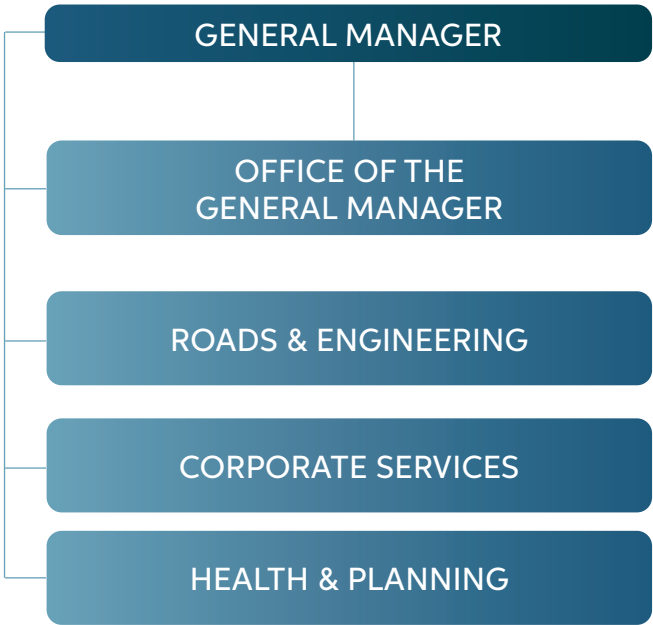 GENERAL MANAGER
OFFICE OF THE
GENERAL MANAGER
ROADS & ENGINEERING
CORPORATE SERVICES
HEALTH & PLANNING